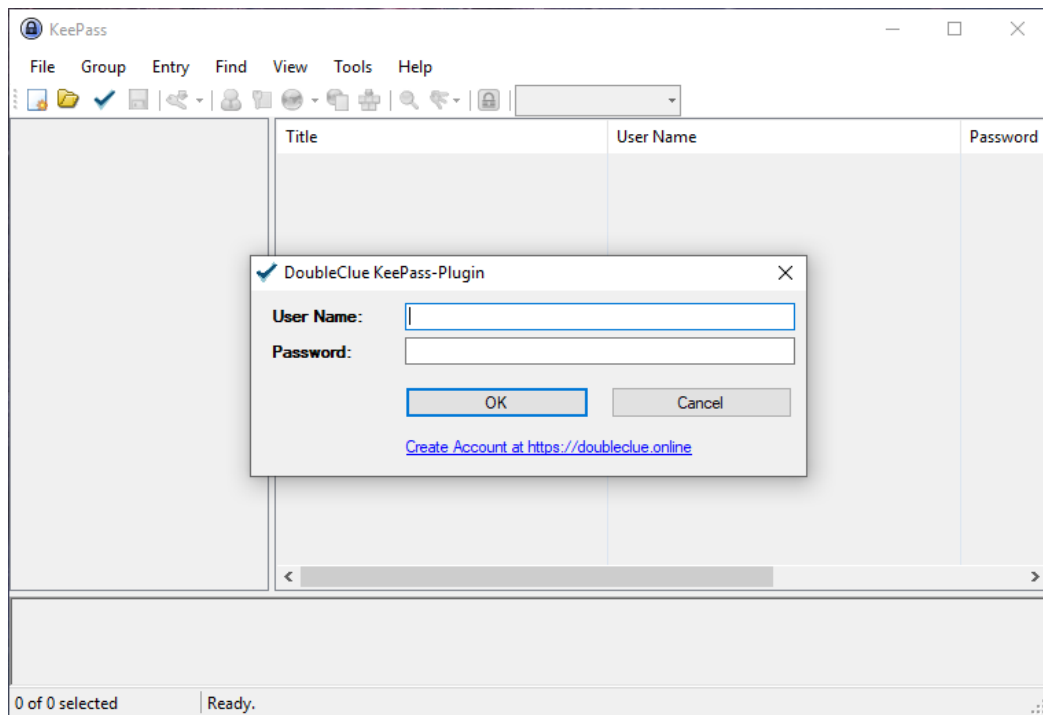 KeePass
File Group Entry Find View Tools Help
Title User Name Password
DoubleClue KeePass-Plugin
User Name:
Password:
OK Cancel
Create Account at https://doubleclue.online
0 of 0 selected Ready.